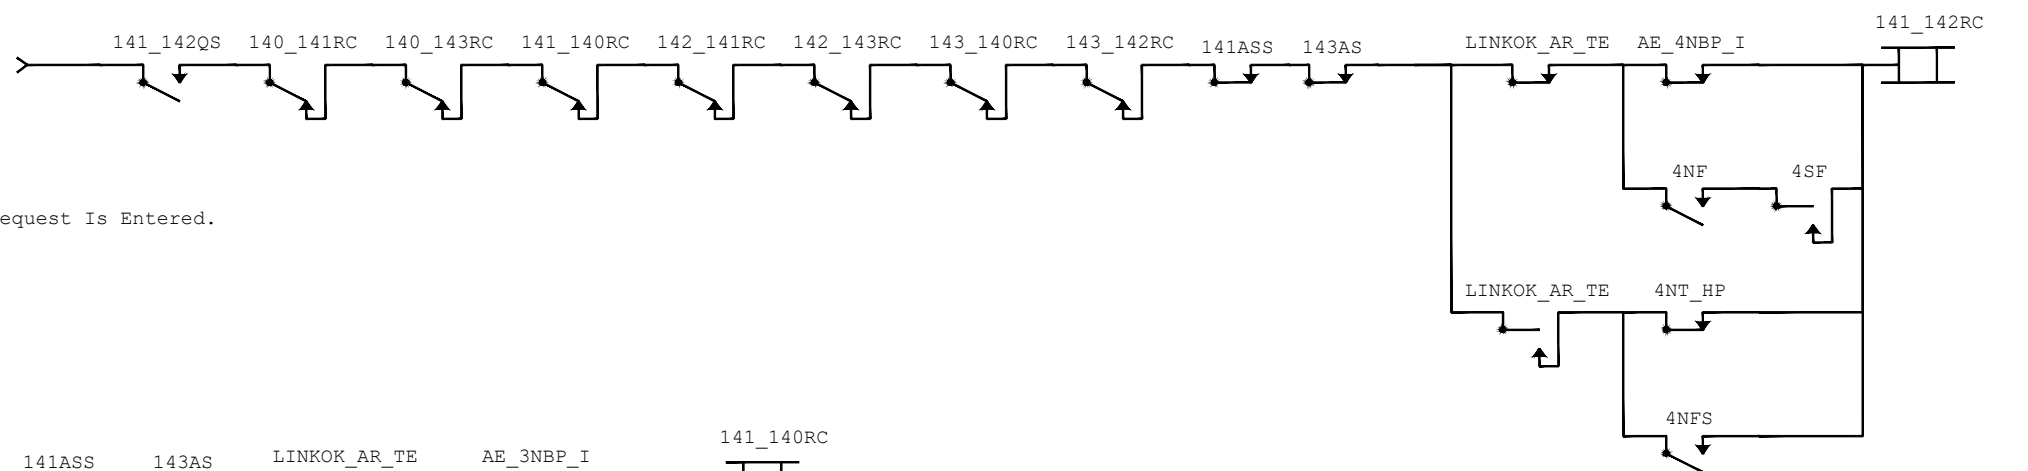 141_142RC
141_142QS 140_141RC 140_143RC 141_140RC 142_141RC 142_143RC 143_140RC 143_142RC 141ASS 143AS LINKOK_AR_TE AE_4NBP_I
4NF 4SF
equest Is Entered.
LINKOK_AR_TE 4NT_HP
4NFS
141_140RC
141ASS 143AS LINKOK_AR_TE AE_3NBP_I